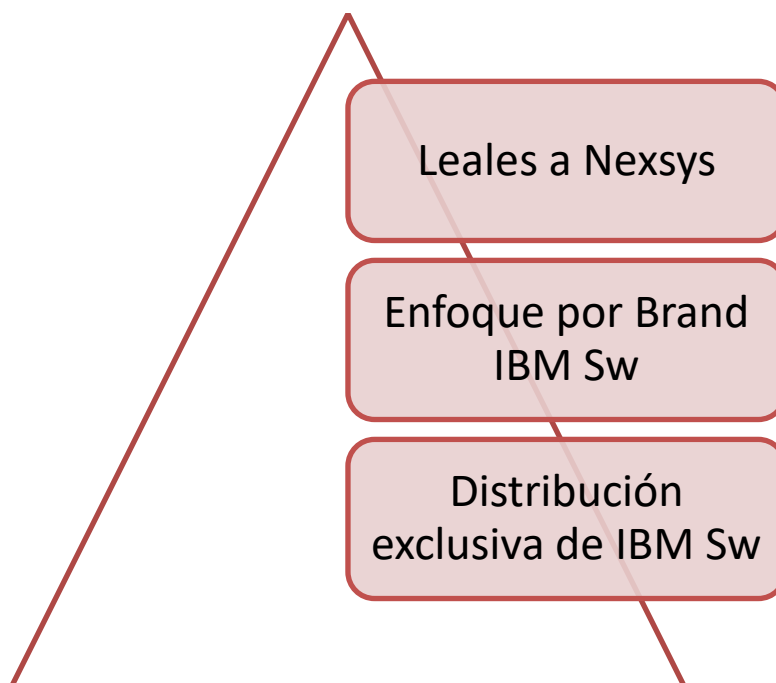 Leales a Nexsys
Enfoque por Brand
IBM Sw
Distribución
exclusiva de IBM Sw